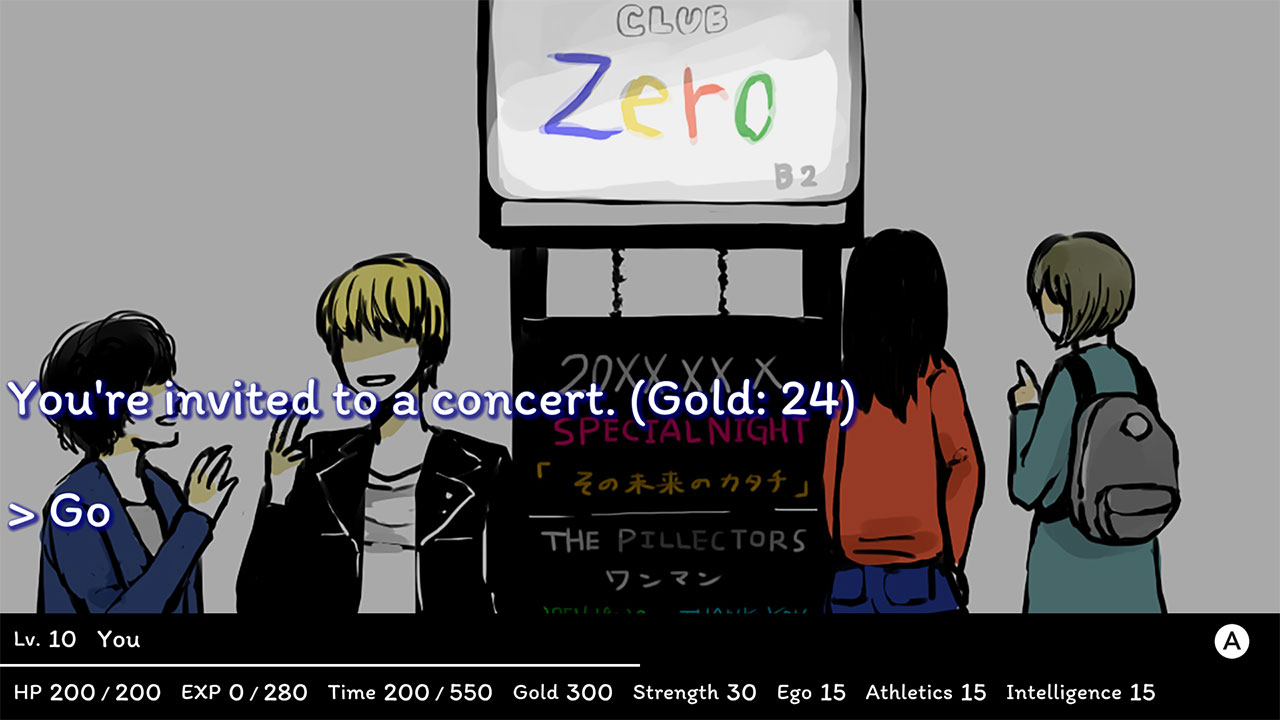 CLUB
Zero
B2
20XX XX X
You're invited to a concert. (Gold: 24)
SPECIAL NIGHT
「その未来のカタチ」
> Go
THE PILLECTORS
ワンマン
THANK YOU
Lv. 10 You
A
HP 200 / 200 EXP 0 / 280 Time 200 / 550 Gold 300 Strength 30 Ego 15 Athletics 15 Intelligence 15